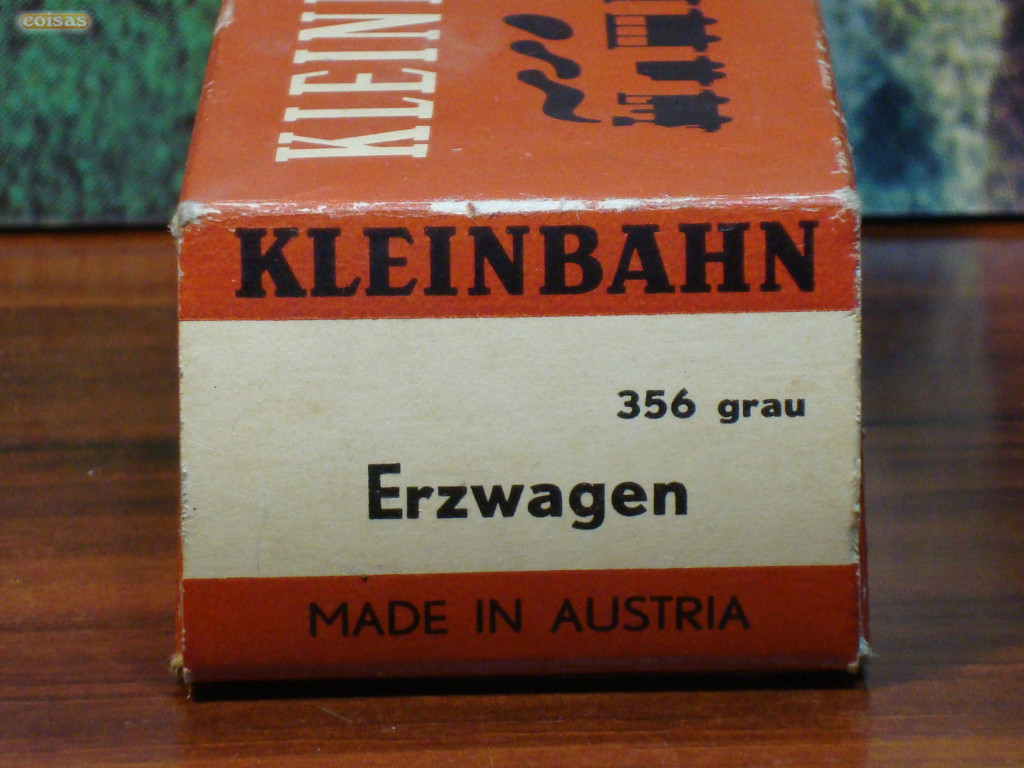 coisas
KLEIN
KLEINBAHN
356 grau
Erzwagen
MADE IN AUSTRIA